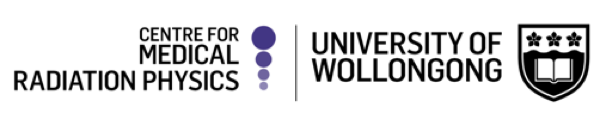 CENTRE FOR
MEDICAL
RADIATION PHYSICS
UNIVERSITY OF
WOLLONGONG